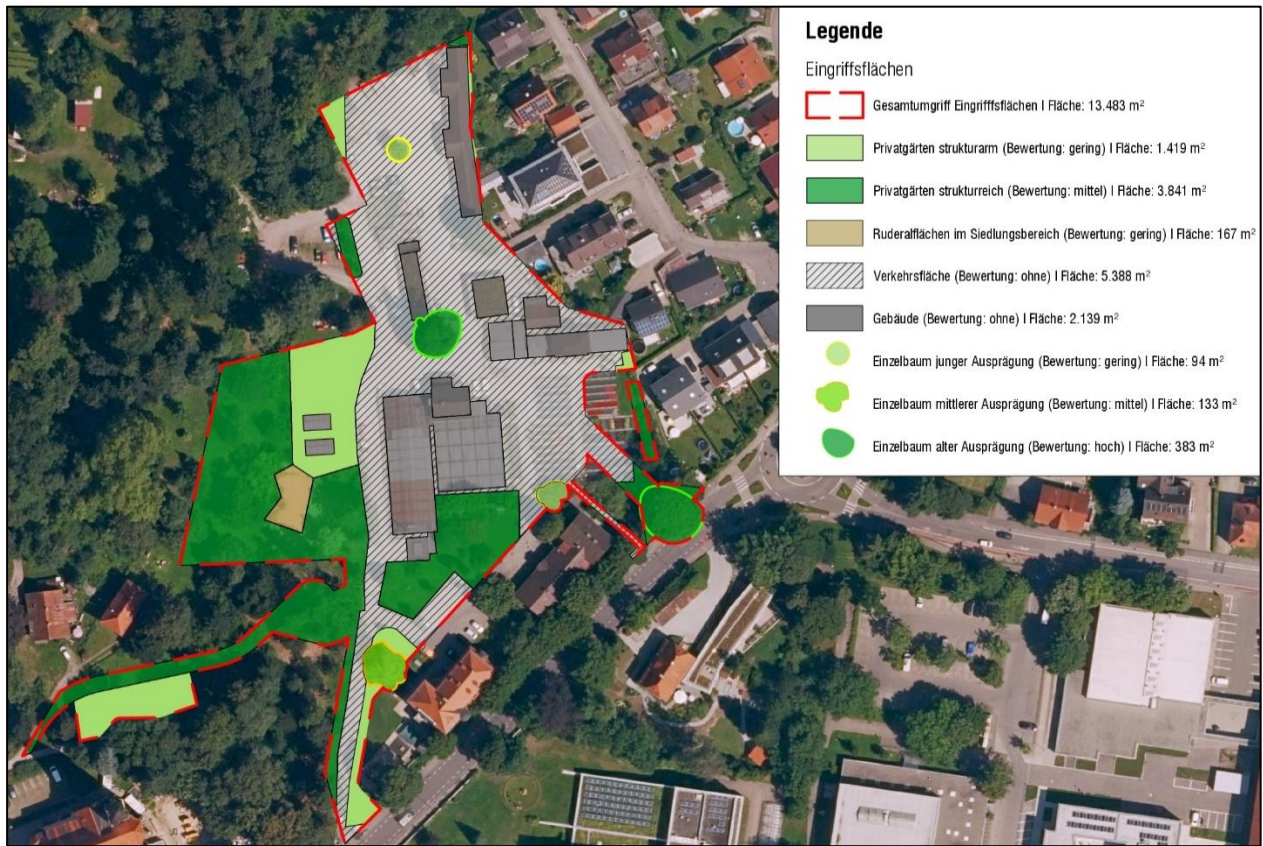 Legende
Eingriffsflächen
Gesamtumgriff Eingrifffsflächen I Fläche: 13.483 m²
Privatgärten strukturarm (Bewertung: gering) I Fläche: 1.419 m²
Privatgärten strukturreich (Bewertung: mittel) I Fläche: 3.841 m²
Ruderalflächen im Siedlungsbereich (Bewertung: gering) I Fläche: 167 m²
Verkehrsfläche (Bewertung: ohne) I Fläche: 5.388 m²
Gebäude (Bewertung: ohne) I Fläche: 2.139 m²
Einzelbaum junger Ausprägung (Bewertung: gering) I Fläche: 94 m²
Einzelbaum mittlerer Ausprägung (Bewertung: mittel) I Fläche: 133 m²
Einzelbaum alter Ausprägung (Bewertung: hoch) I Fläche: 383 m²